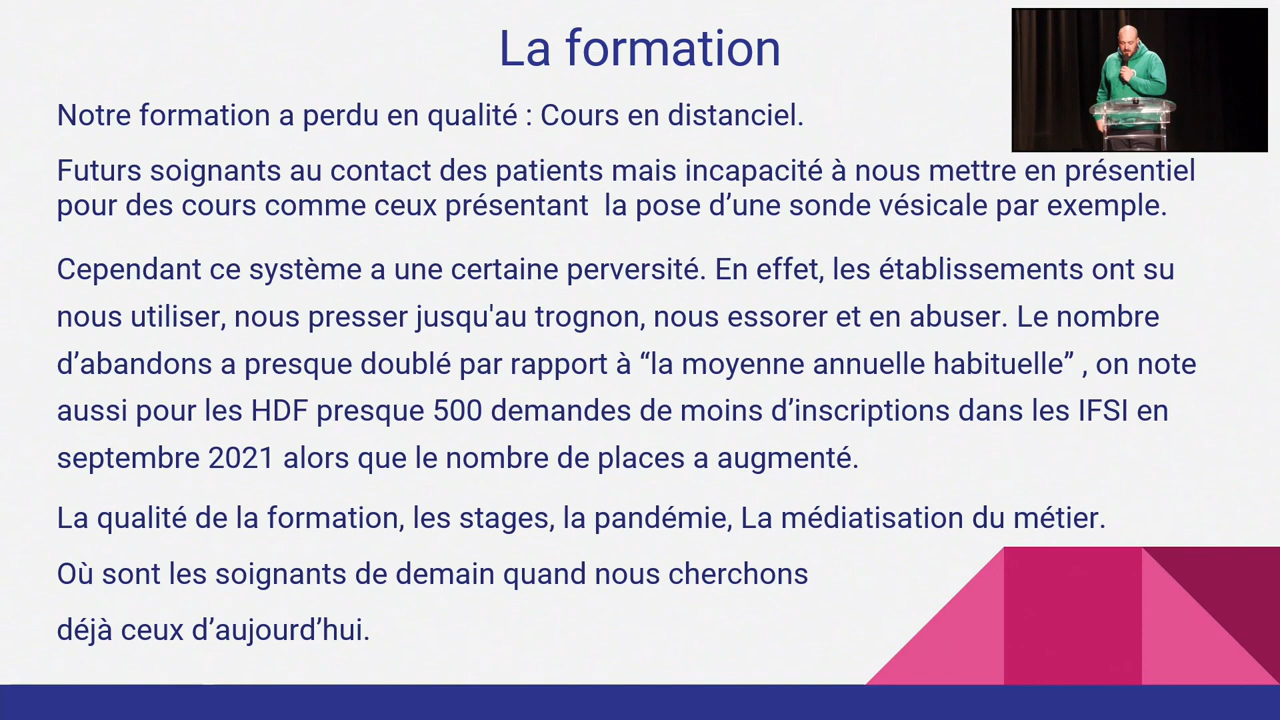 La formation
Notre formation a perdu en qualité : Cours en distanciel.
Futurs soignants au contact des patients mais incapacité à nous mettre en présentiel
pour des cours comme ceux présentant  la pose d’une sonde vésicale par exemple.
Cependant ce système a une certaine perversité. En effet, les établissements ont su
nous utiliser, nous presser jusqu'au trognon, nous essorer et en abuser. Le nombre
d’abandons a presque doublé par rapport à “la moyenne annuelle habituelle” , on note
aussi pour les HDF presque 500 demandes de moins d’inscriptions dans les IFSI en
septembre 2021 alors que le nombre de places a augmenté.
La qualité de la formation, les stages, la pandémie, La médiatisation du métier.
Où sont les soignants de demain quand nous cherchons
déjà ceux d’aujourd’hui.